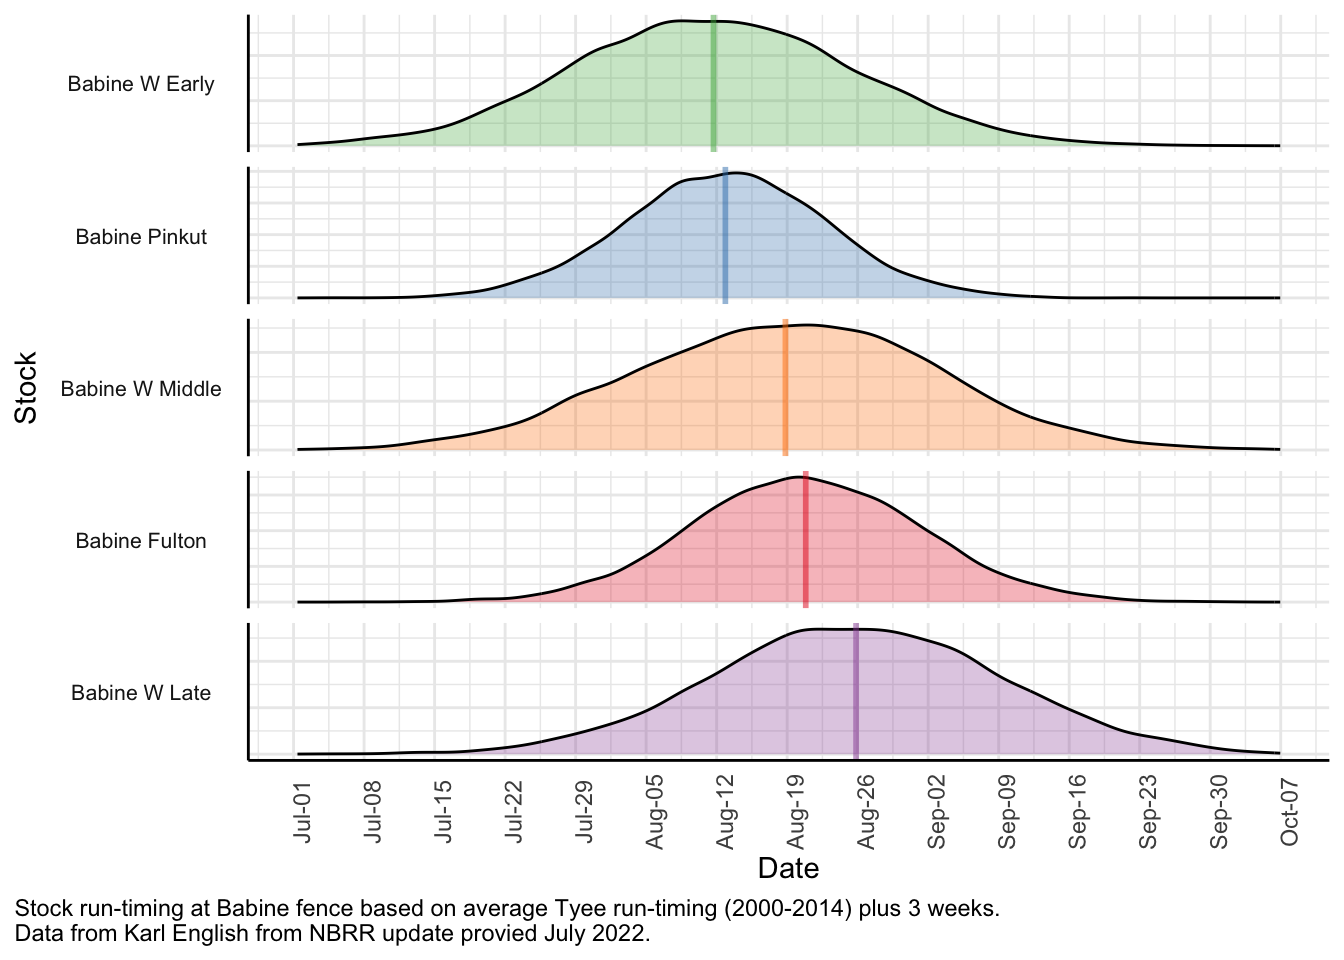 Babine W Early
Babine Pinkut
Babine W Middle
Babine Fulton
Babine W Late
Stock
Jul-01
Jul-08
Jul-15
Jul-22
Jul-29
Aug-05
Aug-12
Aug-19
Aug-26
Sep-02
Sep-09
Sep-16
Sep-23
Sep-30
Oct-07
Date
Stock run-timing at Babine fence based on average Tyee run-timing (2000-2014) plus 3 weeks.
Data from Karl English from NBRR update provied July 2022.